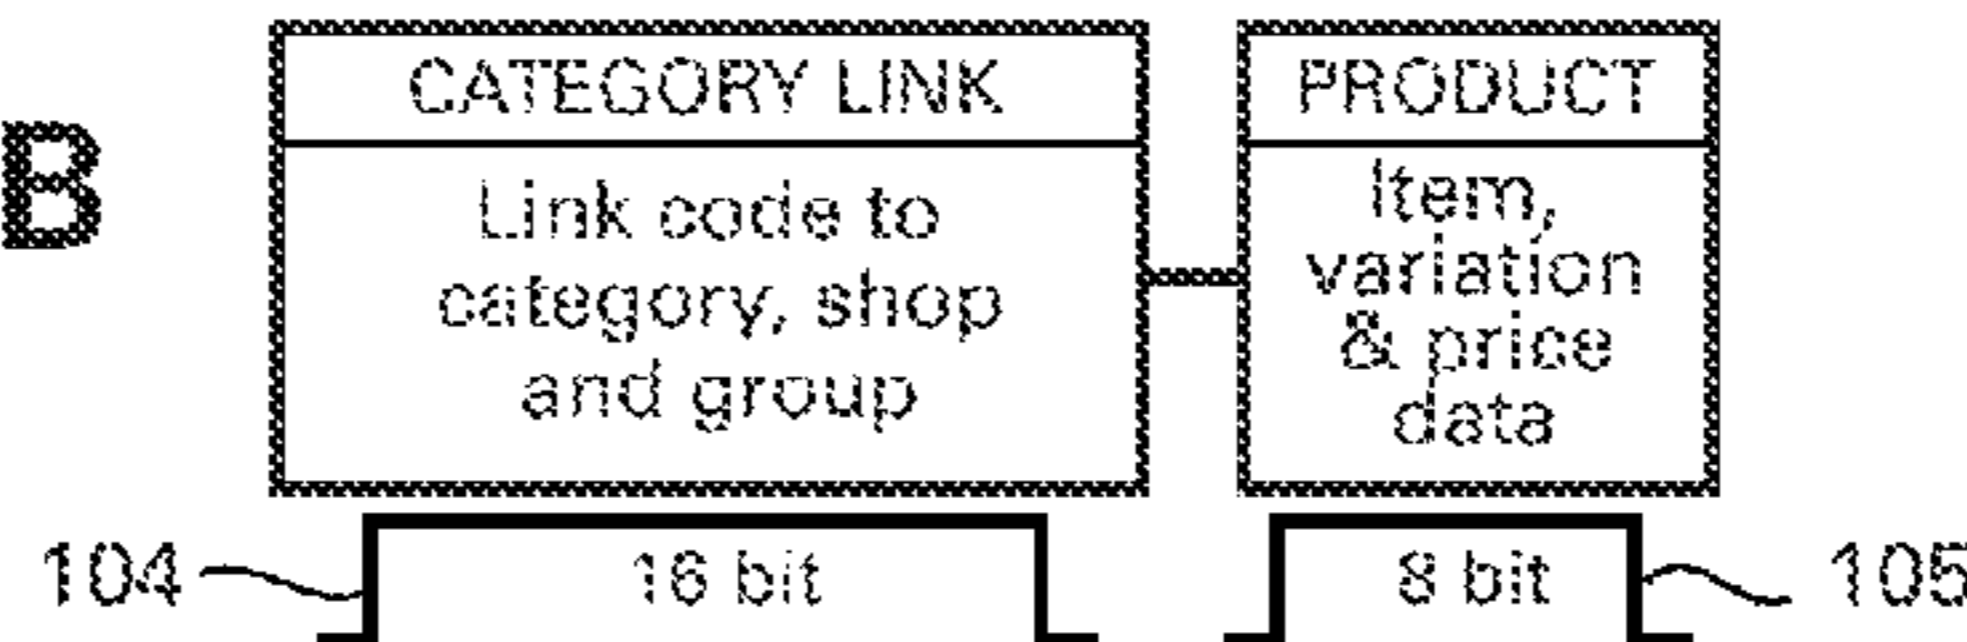 B
CATEGORY LINK
Link code to
category, shop
and group
PRODUCT
Item,
variation
& price
data
104
16 bit
8 bit
105